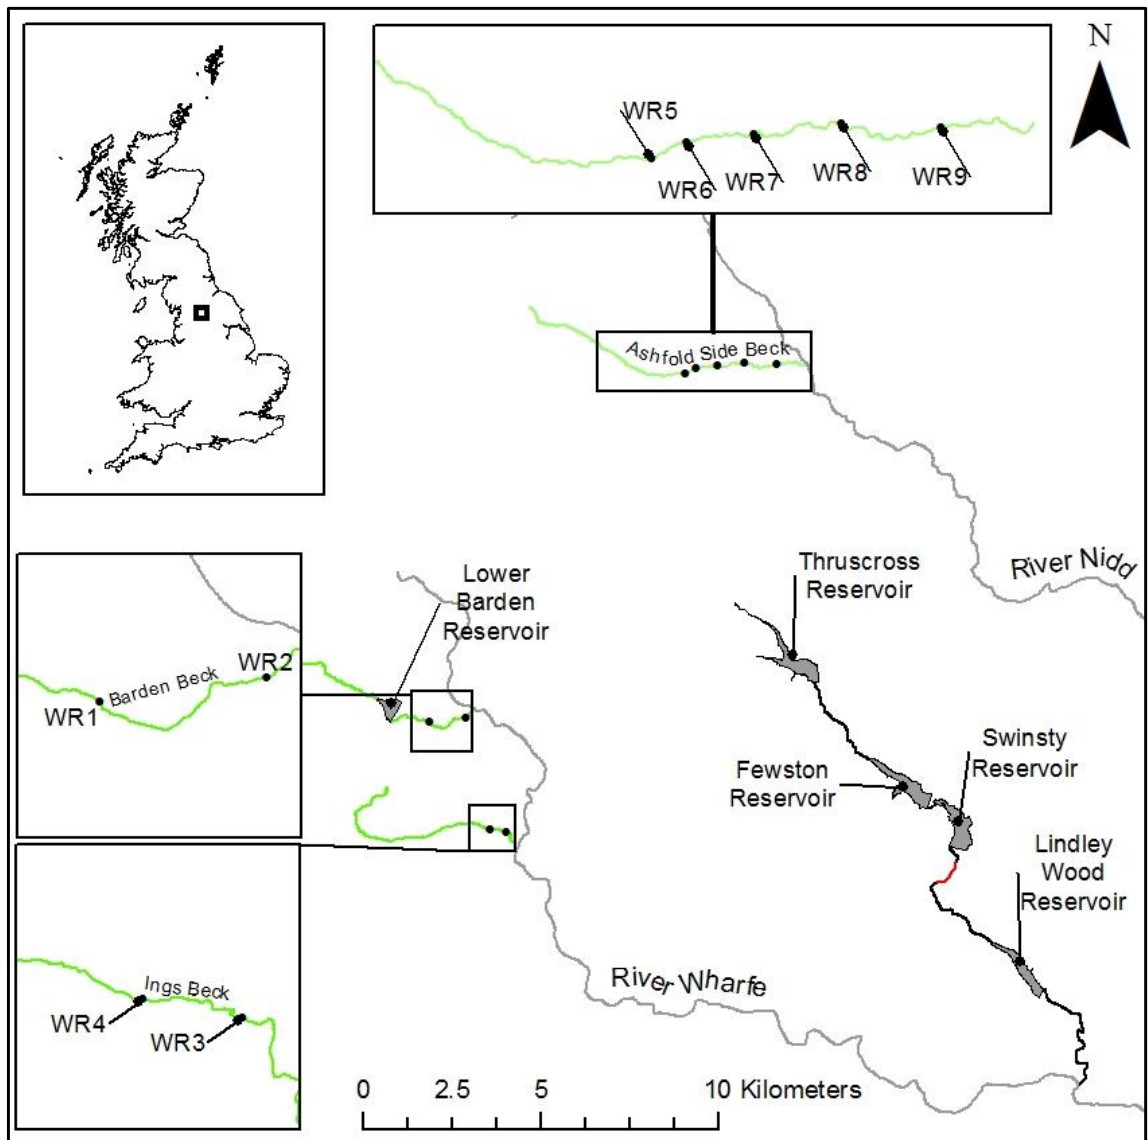 N
WR5
WR6
WR7
WR8
WR9
Ashfold Side Beck
River Nidd
Thruscross
Reservoir
Lower
Barden
Reservoir
WR2
Barden Beck
WR1
Swinsty
Reservoir
Fewston
Reservoir
Lindley
Wood
Reservoir
Ings Beck
WR4
WR3
River Wharfe
0 2.5 5 10 Kilometers